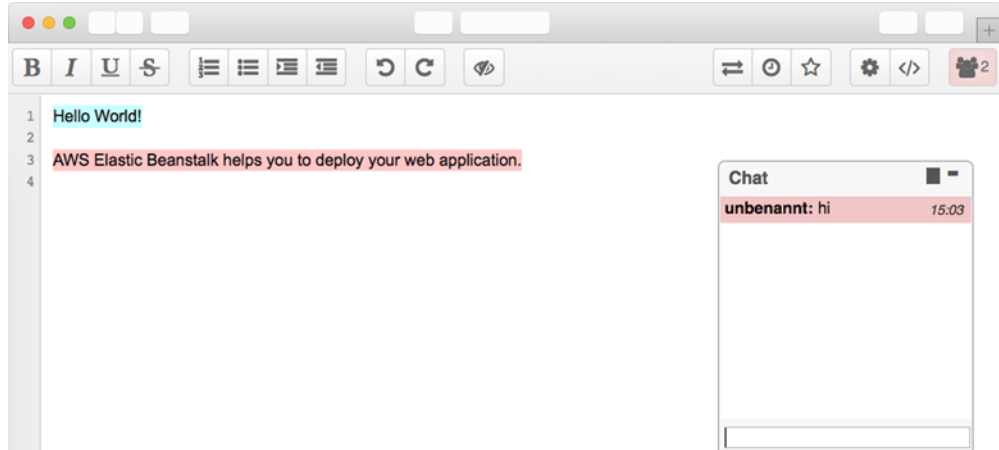 B I U S
</>
2
1 Hello World!
2
3 AWS Elastic Beanstalk helps you to deploy your web application.
4
Chat
unbenannt: hi 15:03